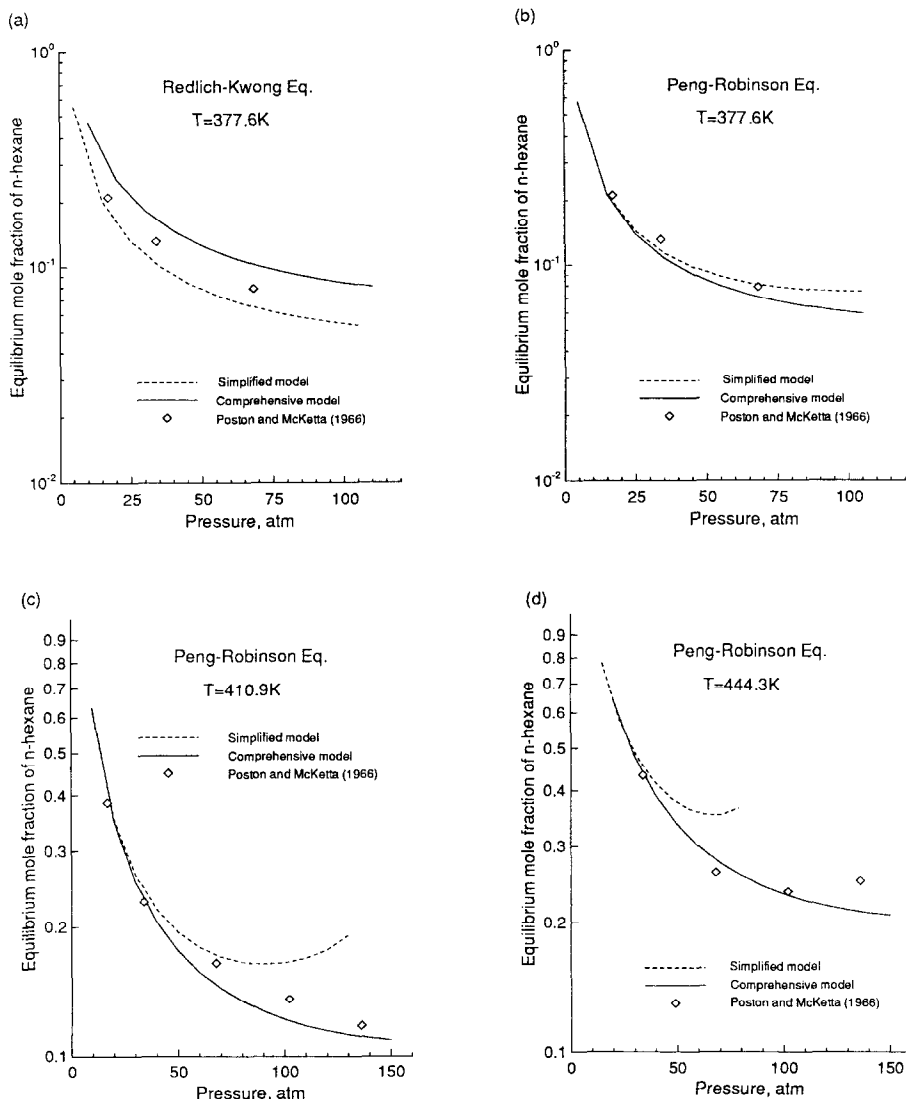 (a)
10⁰
Redlich-Kwong Eq.
T=377.6K
Equilibrium mole fraction of n-hexane
10⁻¹
Simplified model
Comprehensive model
Poston and McKetta (1966)
10⁻²
0 25 50 75 100
Pressure, atm
(b)
10⁰
Peng-Robinson Eq.
T=377.6K
Equilibrium mole fraction of n-hexane
10⁻¹
Simplified model
Comprehensive model
Poston and McKetta (1966)
10⁻²
0 25 50 75 100
Pressure, atm
(c)
0.9
0.8
0.7
0.6
0.5
0.4
0.3
0.2
0.1
Peng-Robinson Eq.
T=410.9K
Simplified model
Comprehensive model
Poston and McKetta (1966)
Equilibrium mole fraction of n-hexane
0 50 100 150
Pressure, atm
(d)
0.9
0.8
0.7
0.6
0.5
0.4
0.3
0.2
0.1
Peng-Robinson Eq.
T=444.3K
Equilibrium mole fraction of n-hexane
Simplified model
Comprehensive model
Poston and McKetta (1966)
0 50 100 150
Pressure, atm